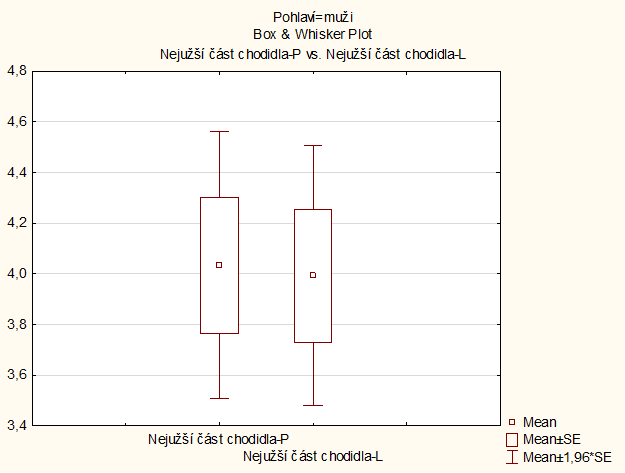 Pohlaví=muži
Box & Whisker Plot
Nejužší část chodidla-P vs. Nejužší část chodidla-L
4,8
4,6
4,4
4,2
4,0
3,8
3,6
3,4
Nejužší část chodidla-P
Nejužší část chodidla-L
Mean
Mean±SE
Mean±1,96*SE